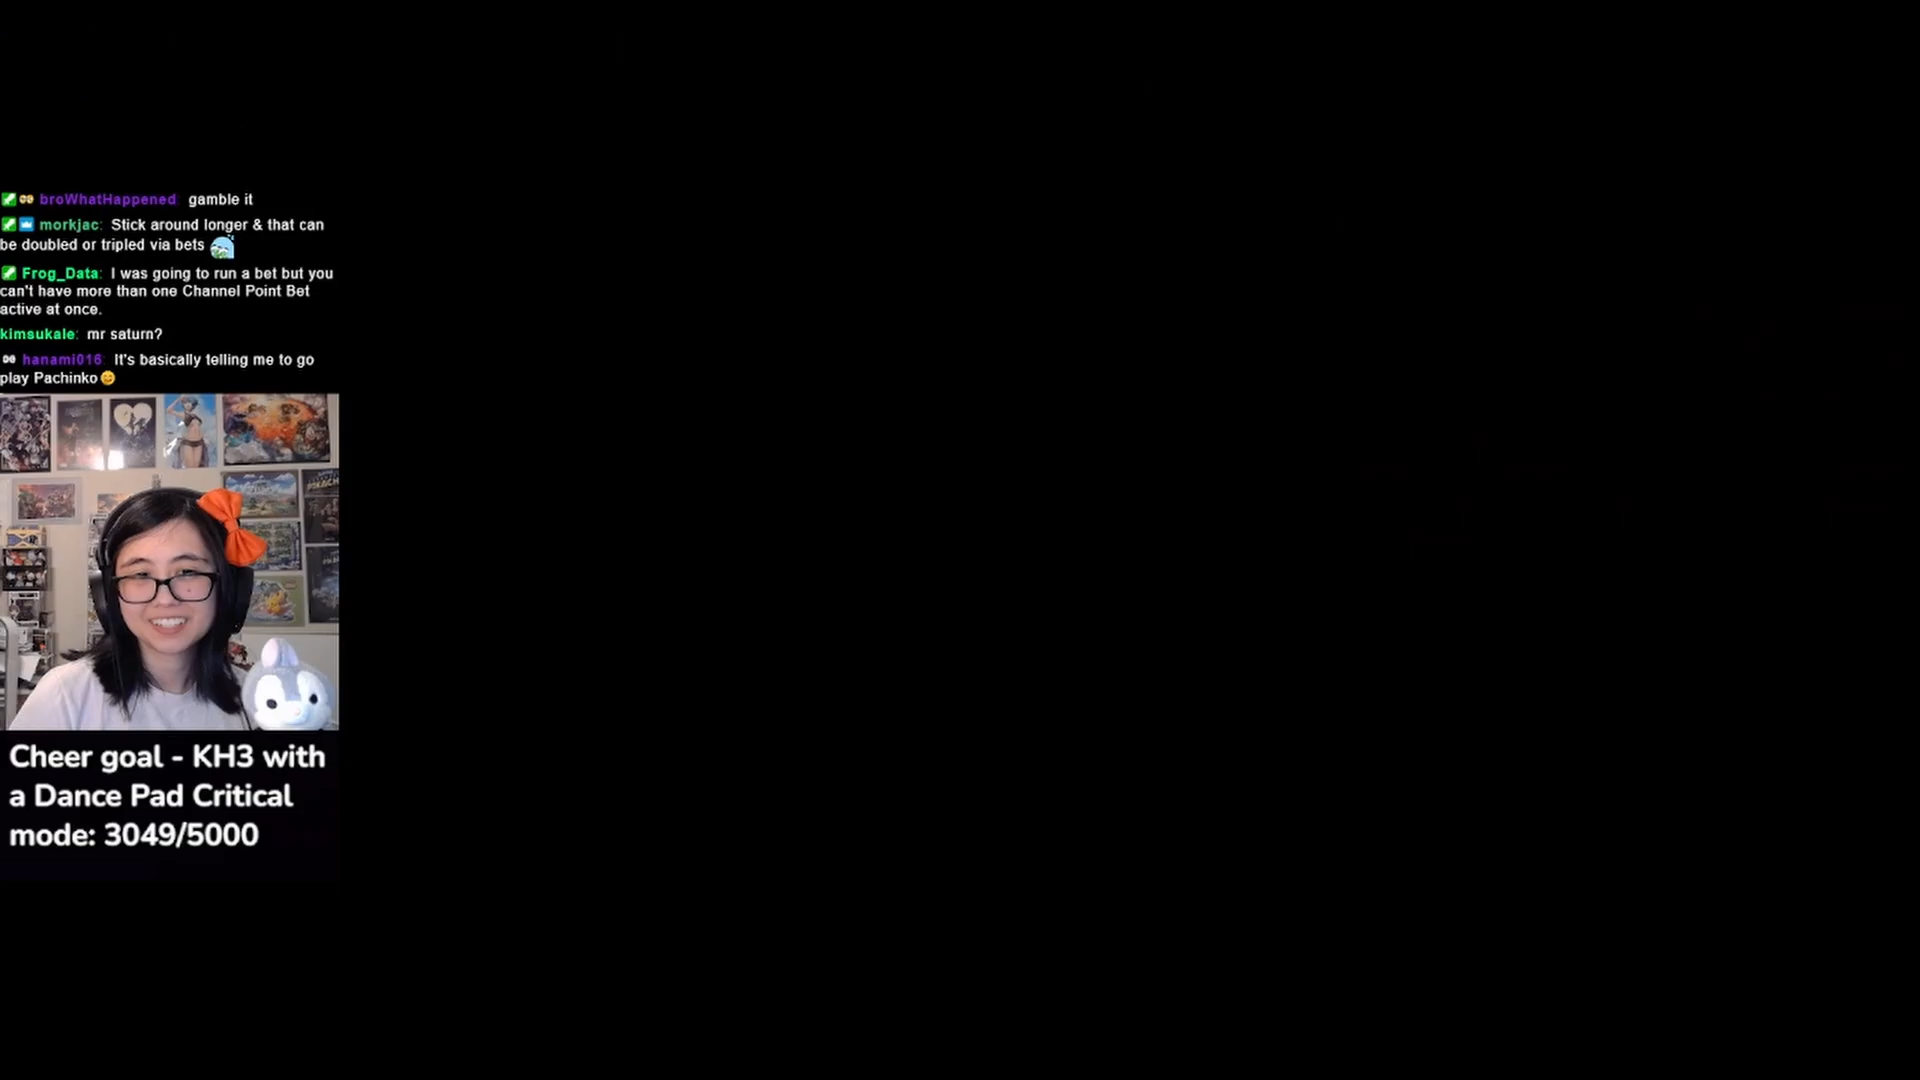 broWhatHappened: gamble it
morkjac: Stick around longer & that can
be doubled or tripled via bets
Frog_Data: I was going to run a bet but you
can't have more than one Channel Point Bet
active at once.
kimsukale: mr saturn?
hanami016: It's basically telling me to go
play Pachinko
Cheer goal - KH3 with
a Dance Pad Critical
mode: 3049/5000